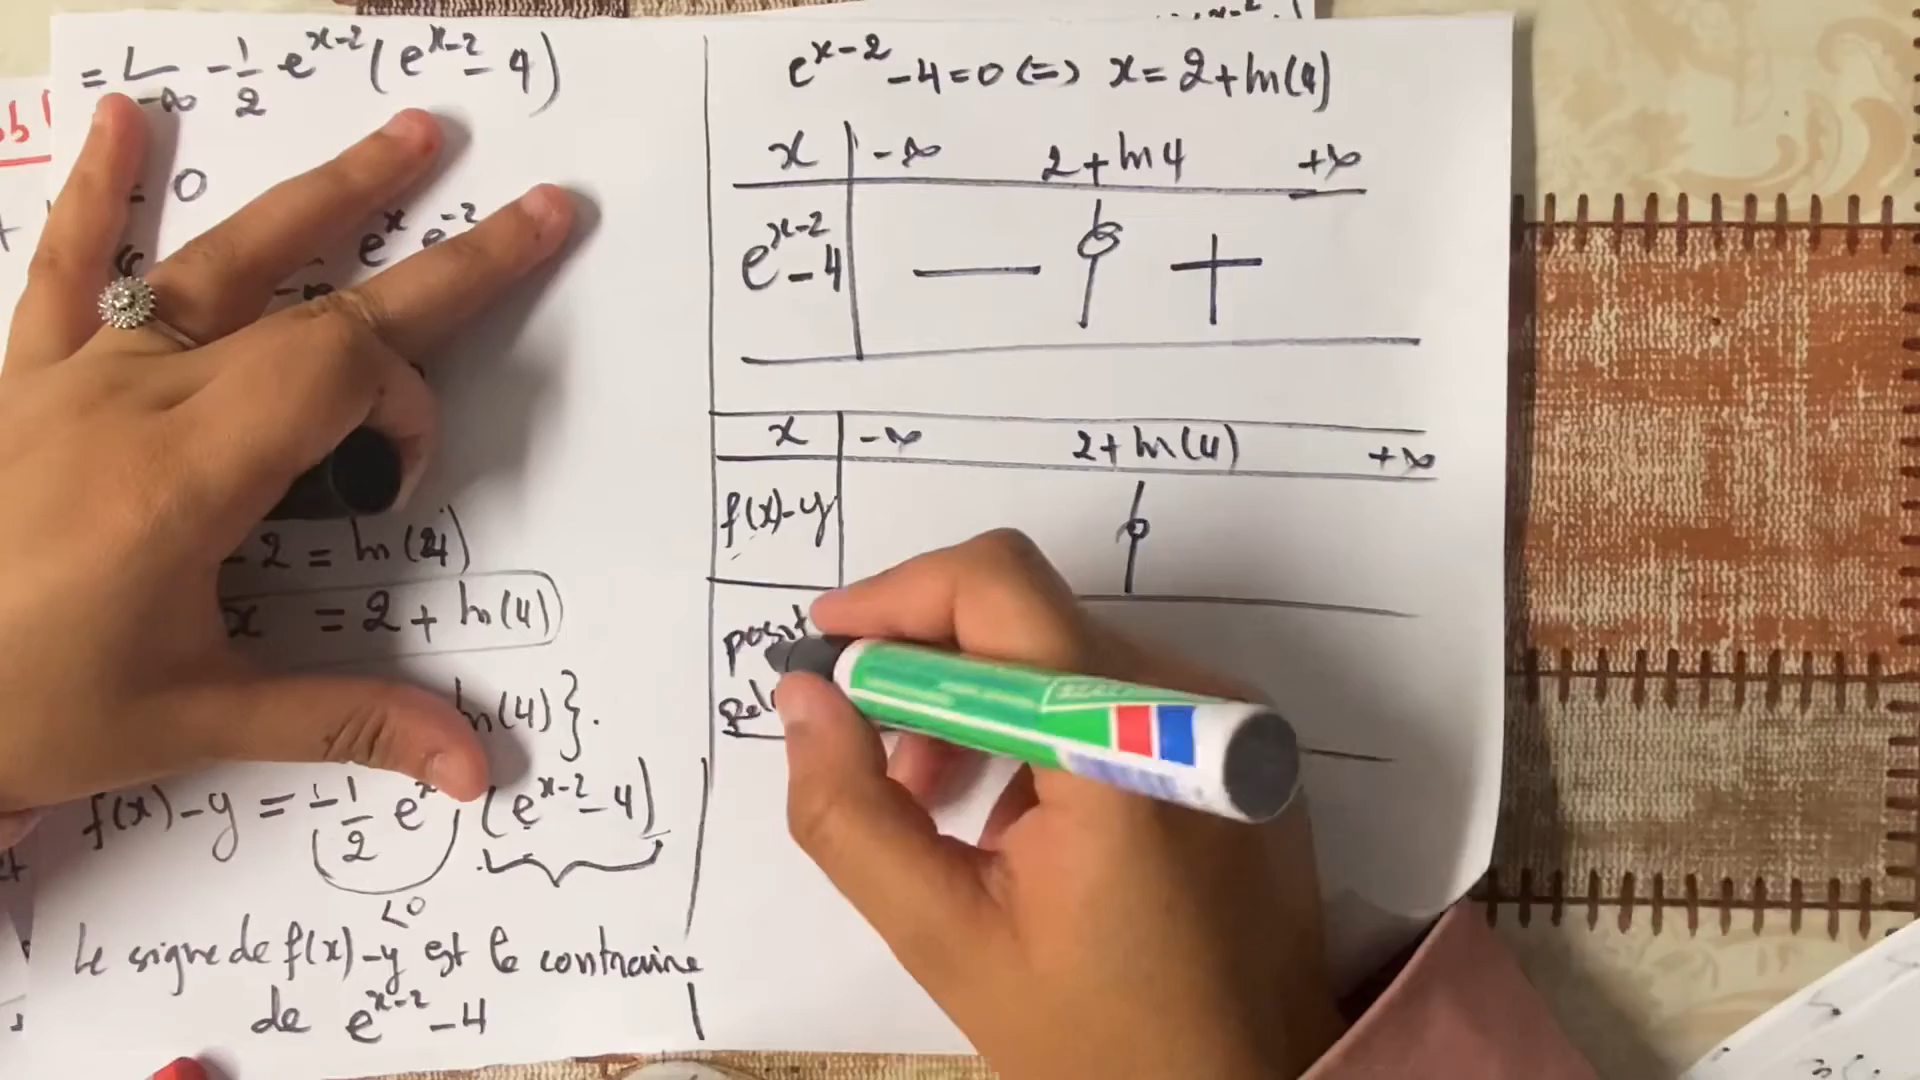 = L -1/2 e^{x-2} (e^{x-2} - 4)
-∞
= 0
e^x e^{-2}
-∞
- 2 = ln(4)
x = 2 + ln(4)
ln(4)}.
f(x)-y = -1/2 e^x (e^{x-2} - 4)
<0
Le signe de f(x)-y est le contraire
de e^{x-2} - 4
e^{x-2} - 4 = 0 <=> x = 2 + ln(4)
x -∞ 2 + ln 4 +∞
e^{x-2} - 4 — 0 +
x -∞ 2 + ln(4) +∞
f(x)-y 0
posit
Rel